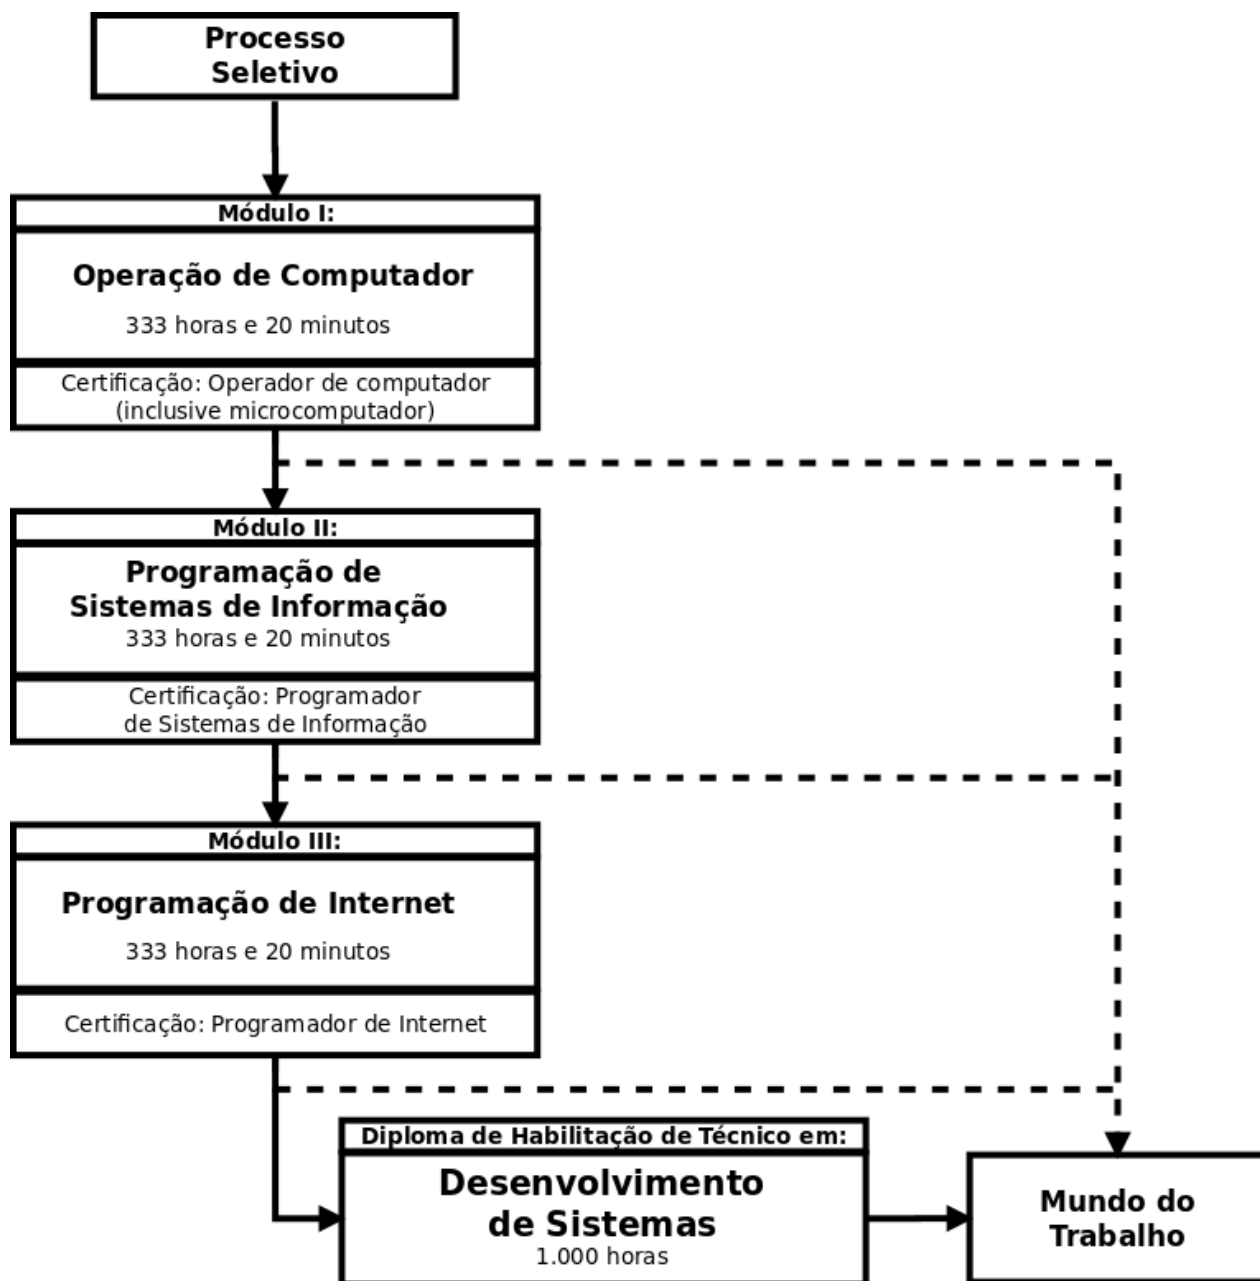 Processo
Seletivo
Módulo I:
Operação de Computador
333 horas e 20 minutos
Certificação: Operador de computador
(inclusive microcomputador)
Módulo II:
Programação de
Sistemas de Informação
333 horas e 20 minutos
Certificação: Programador
de Sistemas de Informação
Módulo III:
Programação de Internet
333 horas e 20 minutos
Certificação: Programador de Internet
Diploma de Habilitação de Técnico em:
Desenvolvimento
de Sistemas
1.000 horas
Mundo do
Trabalho